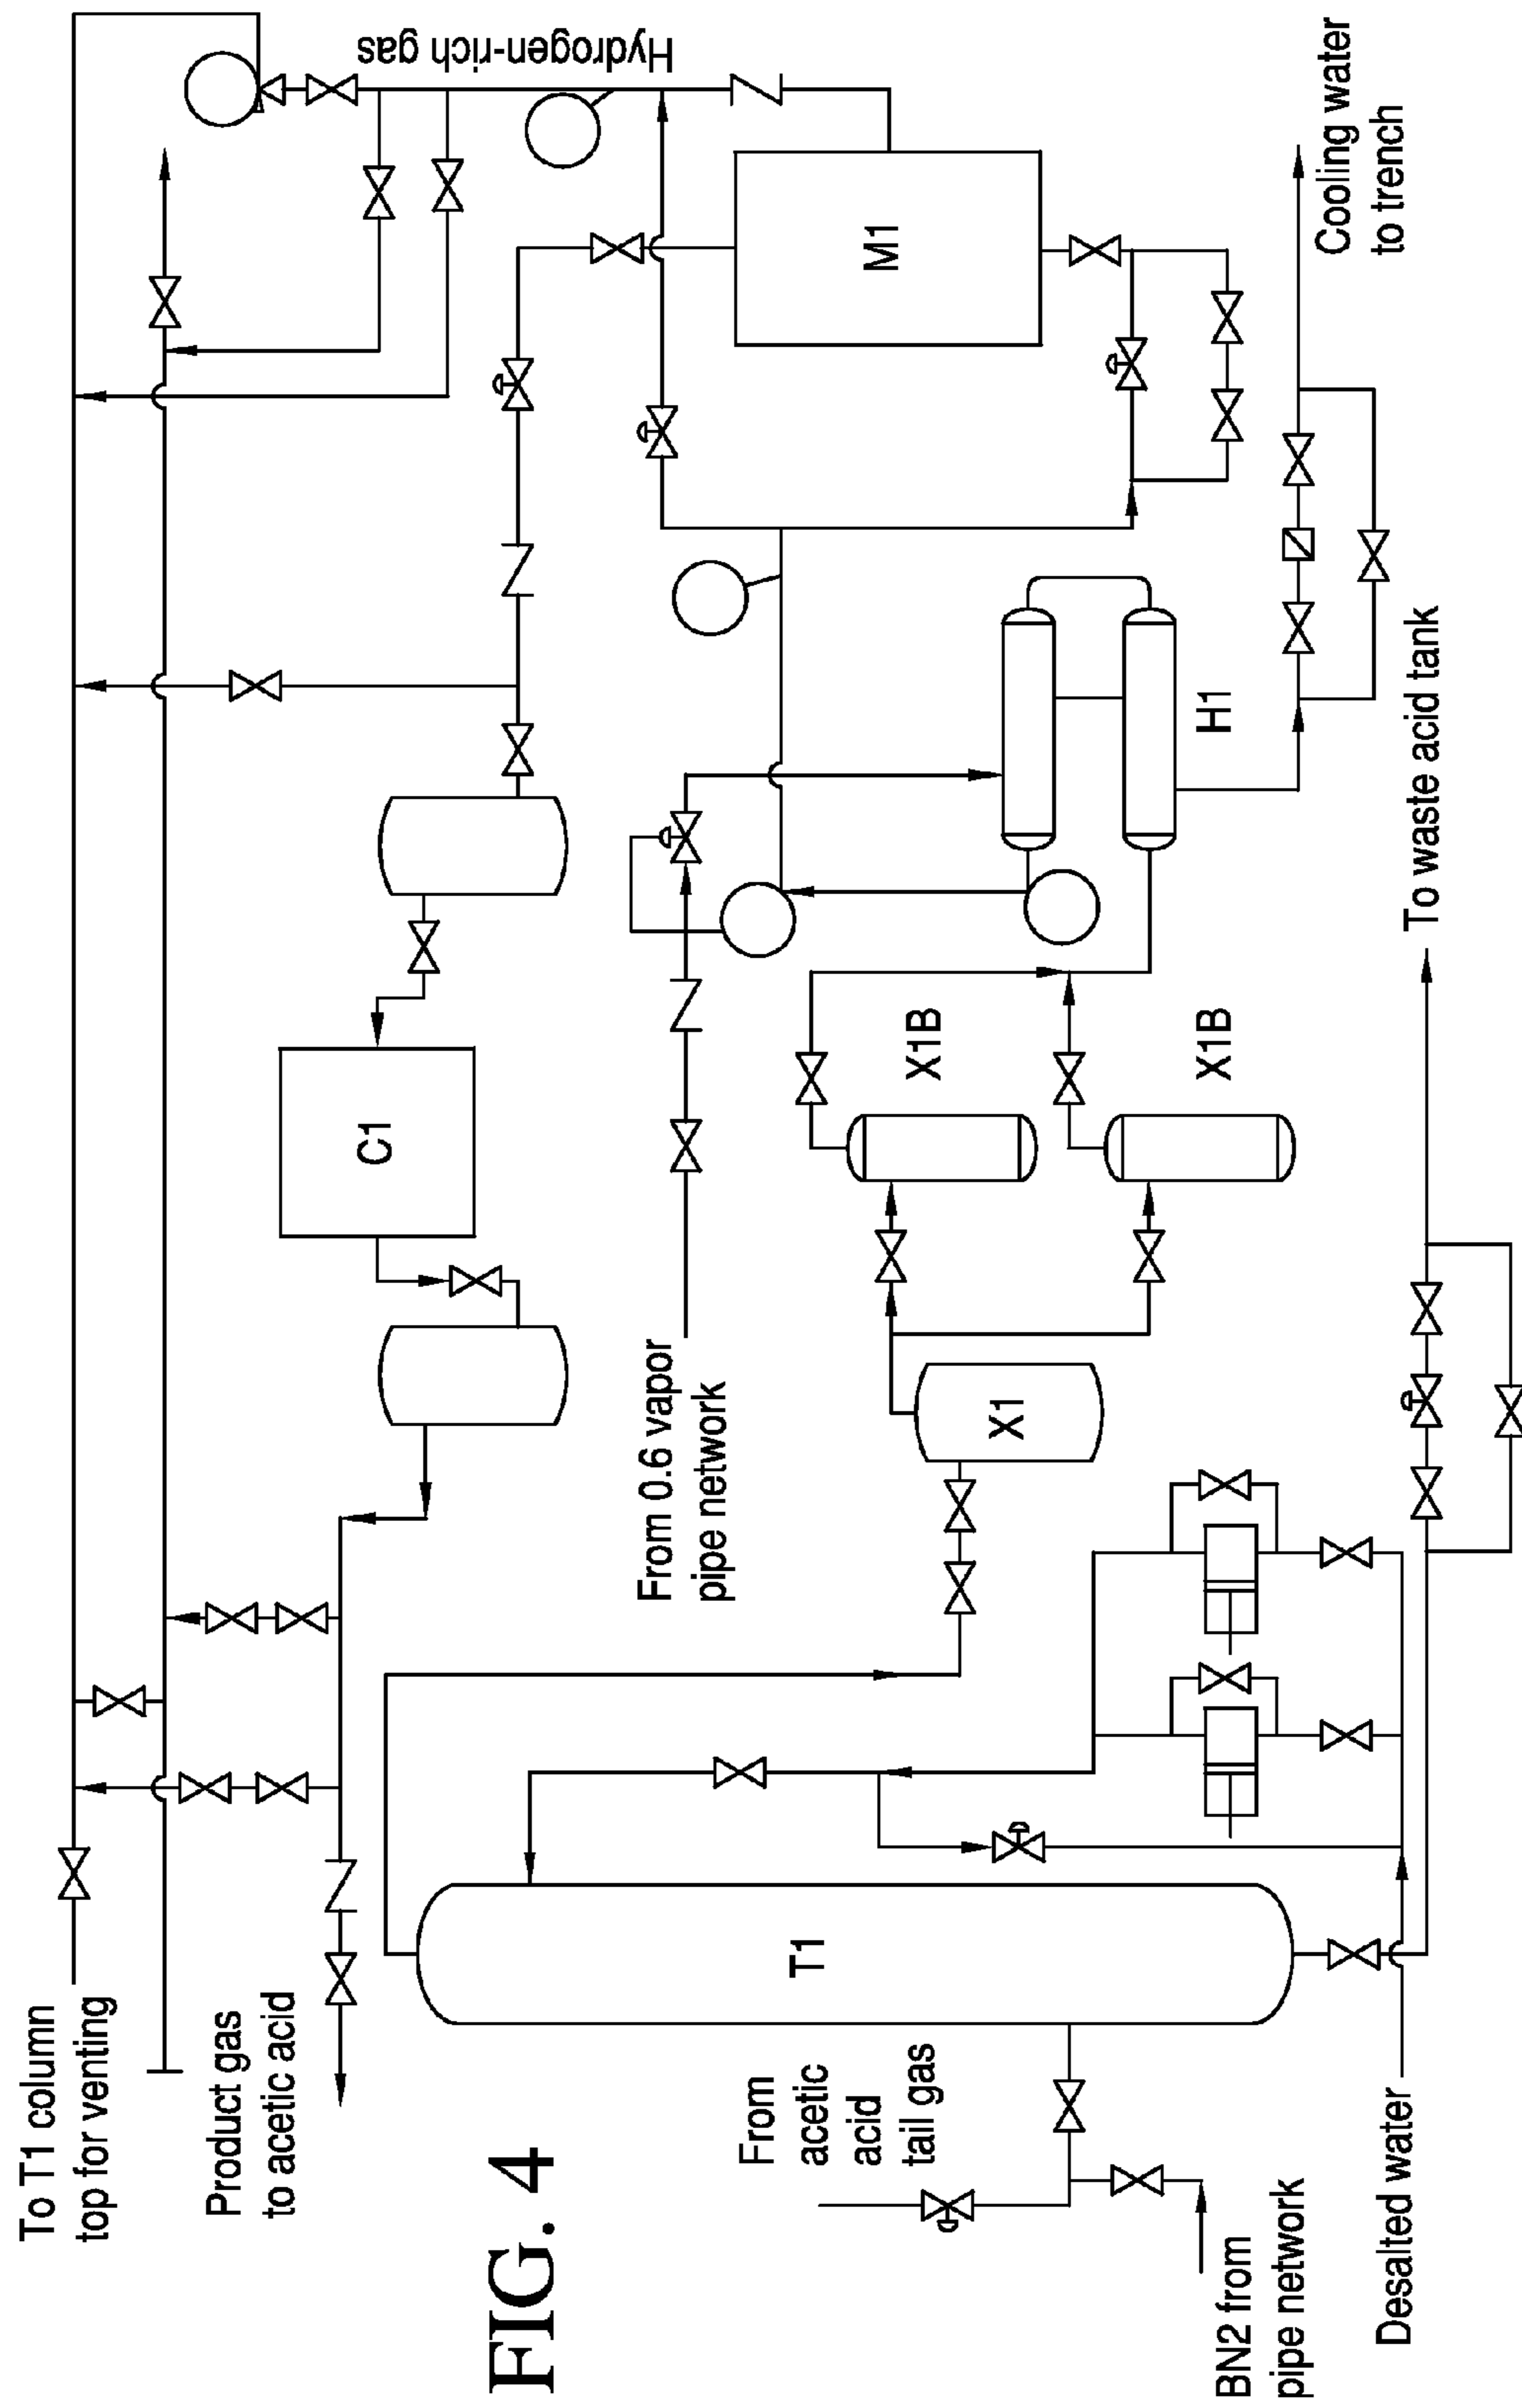 To T1 column
top for venting
Product gas
to acetic acid
FIG. 4
From
acetic
acid
tail gas
BN2 from
pipe network
Desalted water
T1
From 0.6 vapor
pipe network
X1
C1
X1B
X1B
H1
To waste acid tank
M1
Hydrogen-rich gas
Cooling water
to trench